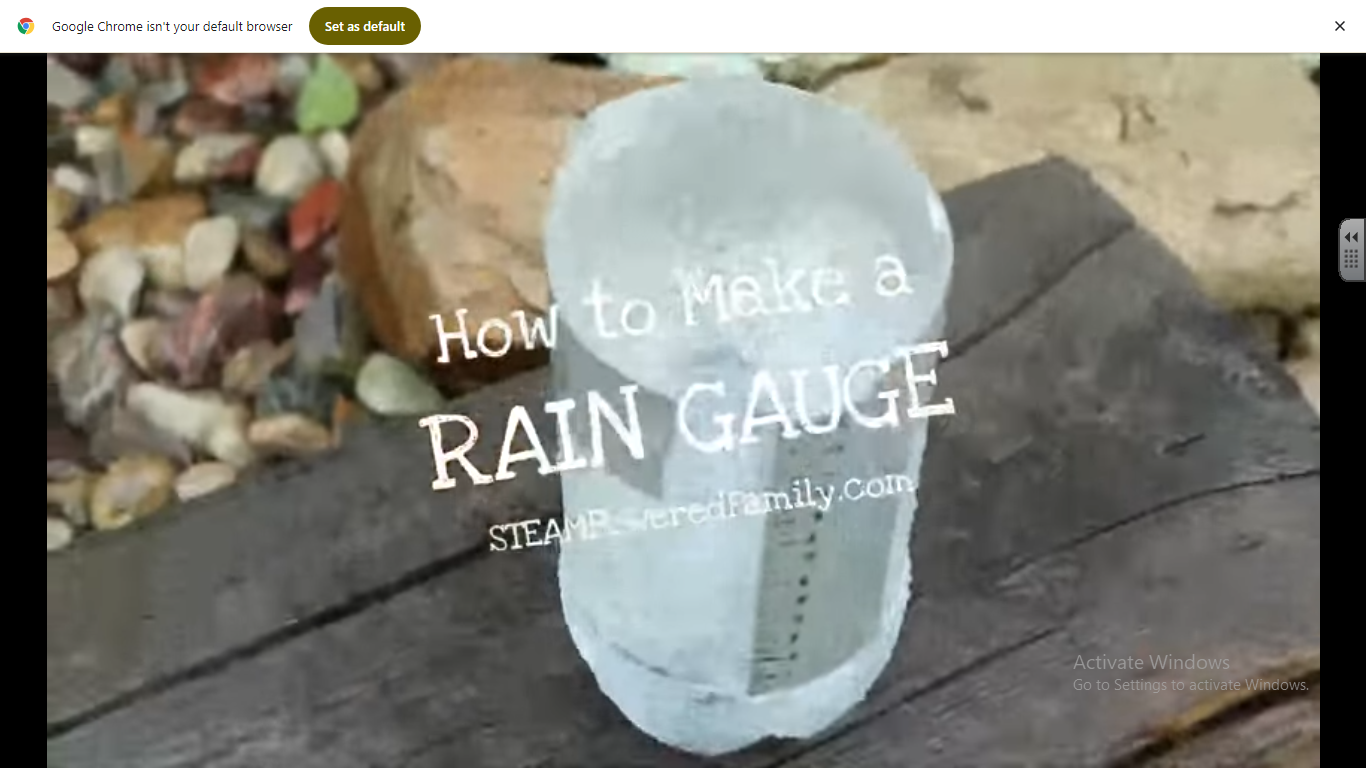 Google Chrome isn't your default browser
Set as default
How to Make a
RAIN GAUGE
Activate Windows
Go to Settings to activate Windows.